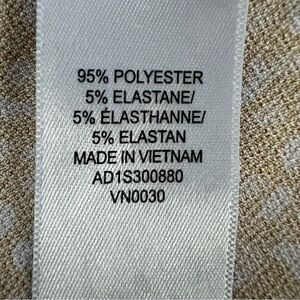 95% POLYESTER
5% ELASTANE/
5% ÉLASTHANNE/
5% ELASTAN
MADE IN VIETNAM
AD1S300880
VN0030